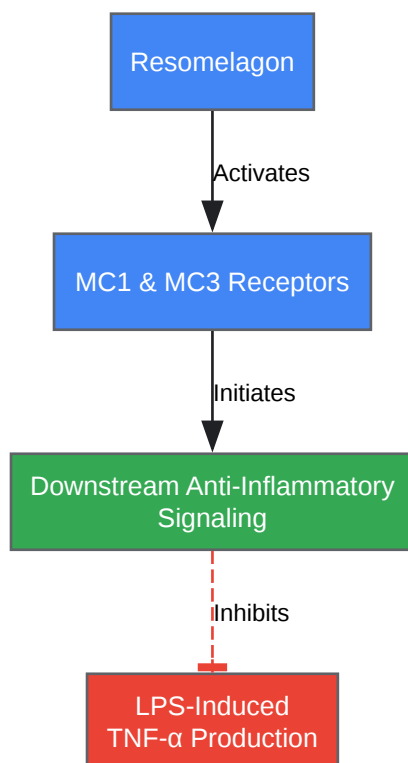 Resomelagon
Activates
MC1 & MC3 Receptors
Initiates
Downstream Anti-Inflammatory
Signaling
Inhibits
LPS-Induced
TNF-α Production